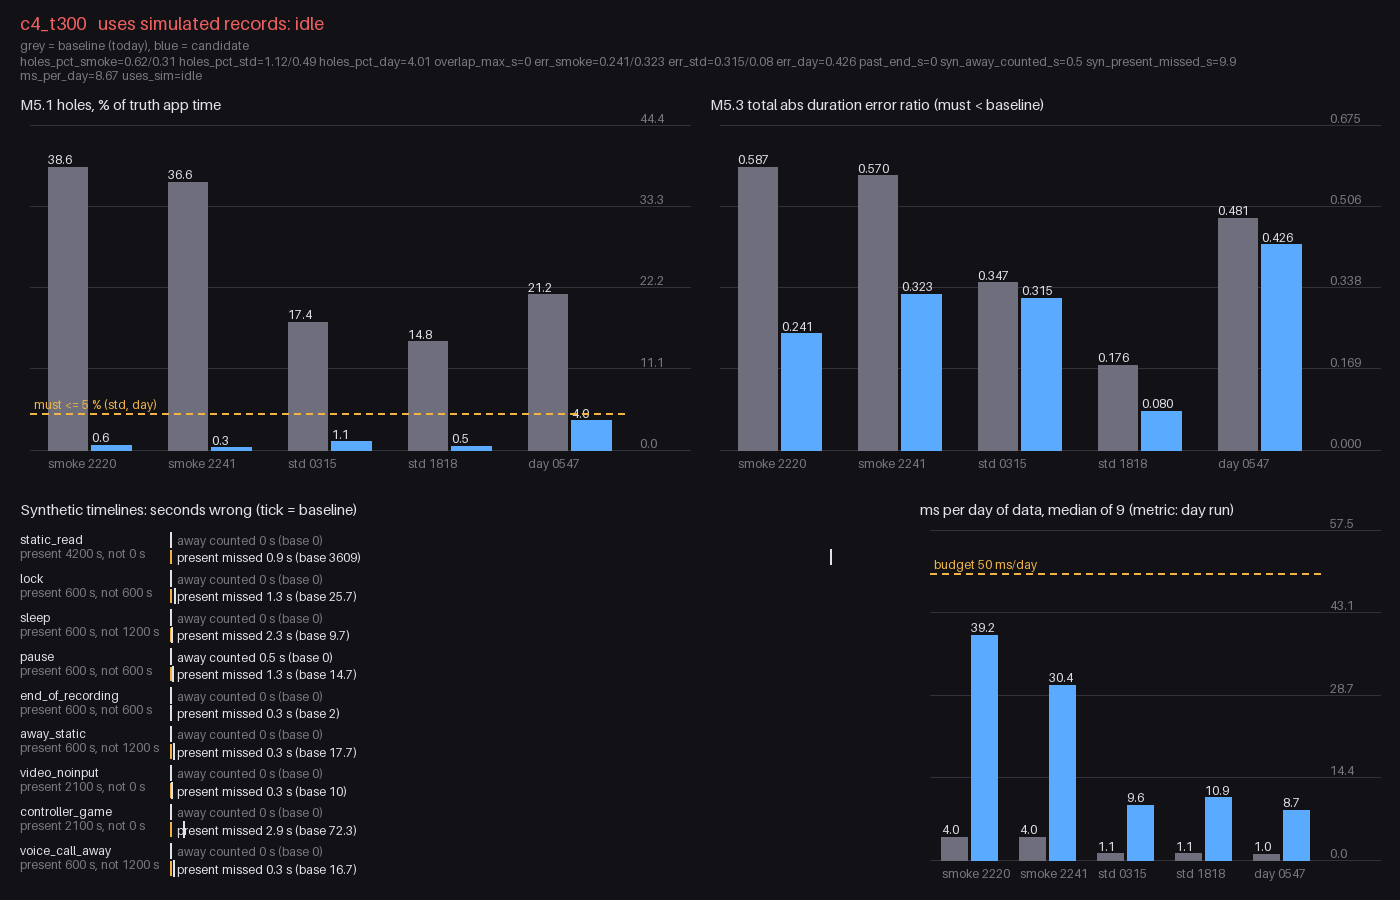 c4_t300 uses simulated records: idle
grey = baseline (today), blue = candidate
holes_pct_smoke=0.62/0.31 holes_pct_std=1.12/0.49 holes_pct_day=4.01 overlap_max_s=0 err_smoke=0.241/0.323 err_std=0.315/0.08 err_day=0.426 past_end_s=0 syn_away_counted_s=0.5 syn_present_missed_s=9.9
ms_per_day=8.67 uses_sim=idle
M5.1 holes, % of truth app time
44.4
38.6
36.6
33.3
22.2
21.2
17.4
14.8
11.1
must <= 5 % (std, day)
4.0
0.6
0.3
1.1
0.5
0.0
smoke 2220
smoke 2241
std 0315
std 1818
day 0547
M5.3 total abs duration error ratio (must < baseline)
0.675
0.587
0.570
0.506
0.481
0.426
0.347
0.338
0.323
0.315
0.241
0.176
0.169
0.080
0.000
smoke 2220
smoke 2241
std 0315
std 1818
day 0547
Synthetic timelines: seconds wrong (tick = baseline)
static_read
present 4200 s, not 0 s
away counted 0 s (base 0)
present missed 0.9 s (base 3609)
lock
present 600 s, not 600 s
away counted 0 s (base 0)
present missed 1.3 s (base 25.7)
sleep
present 600 s, not 1200 s
away counted 0 s (base 0)
present missed 2.3 s (base 9.7)
pause
present 600 s, not 600 s
away counted 0.5 s (base 0)
present missed 1.3 s (base 14.7)
end_of_recording
present 600 s, not 600 s
away counted 0 s (base 0)
present missed 0.3 s (base 2)
away_static
present 600 s, not 1200 s
away counted 0 s (base 0)
present missed 0.3 s (base 17.7)
video_noinput
present 2100 s, not 0 s
away counted 0 s (base 0)
present missed 0.3 s (base 10)
controller_game
present 2100 s, not 0 s
away counted 0 s (base 0)
present missed 2.9 s (base 72.3)
voice_call_away
present 600 s, not 1200 s
away counted 0 s (base 0)
present missed 0.3 s (base 16.7)
ms per day of data, median of 9 (metric: day run)
57.5
budget 50 ms/day
43.1
39.2
30.4
28.7
14.4
10.9
9.6
8.7
4.0
4.0
1.1
1.1
1.0
0.0
smoke 2220
smoke 2241
std 0315
std 1818
day 0547